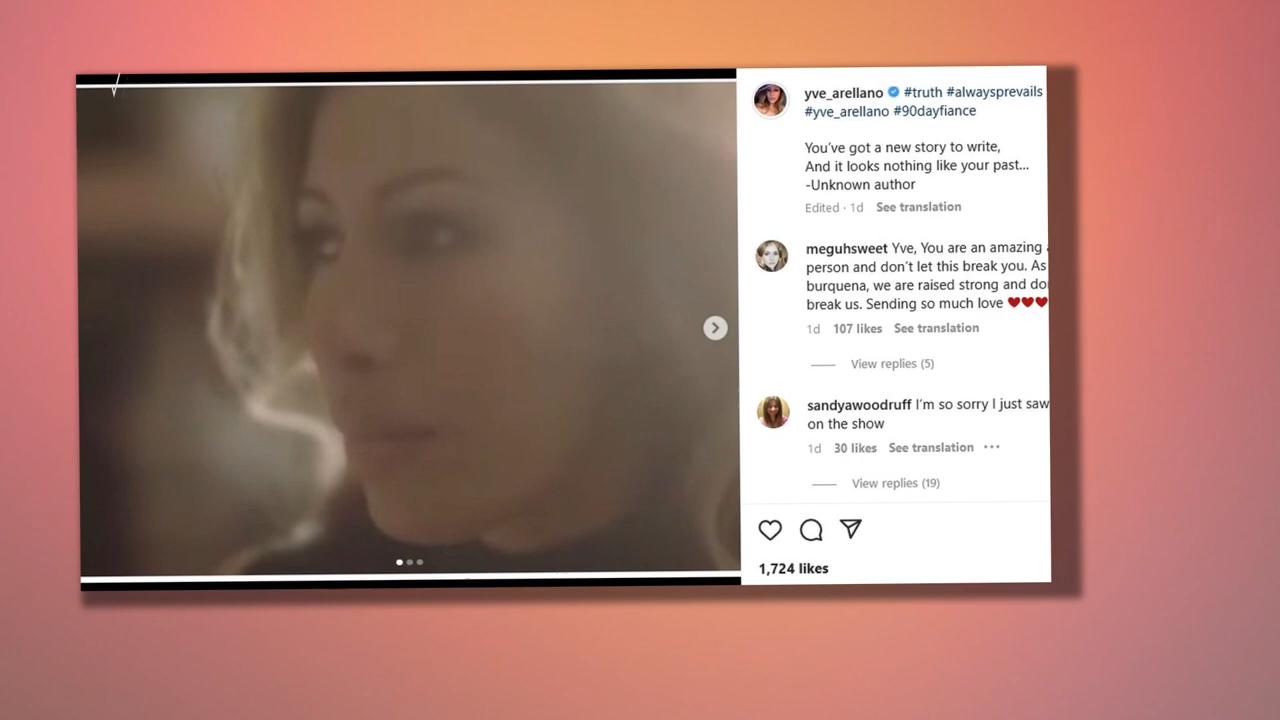 yve_arellano #truth #alwaysprevails
#yve_arellano #90dayfiance
You've got a new story to write,
And it looks nothing like your past...
-Unknown author
Edited · 1d See translation
meguhsweet Yve, You are an amazing
person and don't let this break you. As
burquena, we are raised strong and
break us. Sending so much love ❤❤❤
1d 107 likes See translation
View replies (5)
sandyawoodruff I'm so sorry I just saw
on the show
1d 30 likes See translation ...
View replies (19)
1,724 likes